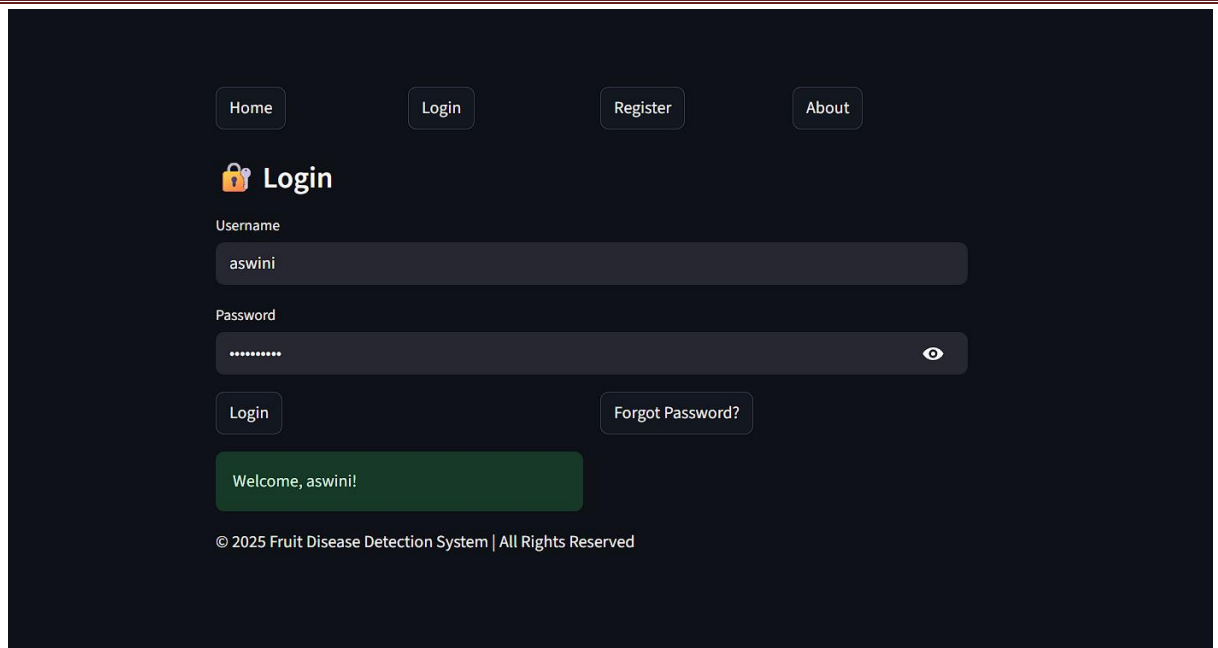 Home Login Register About
🔐 Login
Username
aswini
Password
••••••••••
Login Forgot Password?
Welcome, aswini!
© 2025 Fruit Disease Detection System | All Rights Reserved